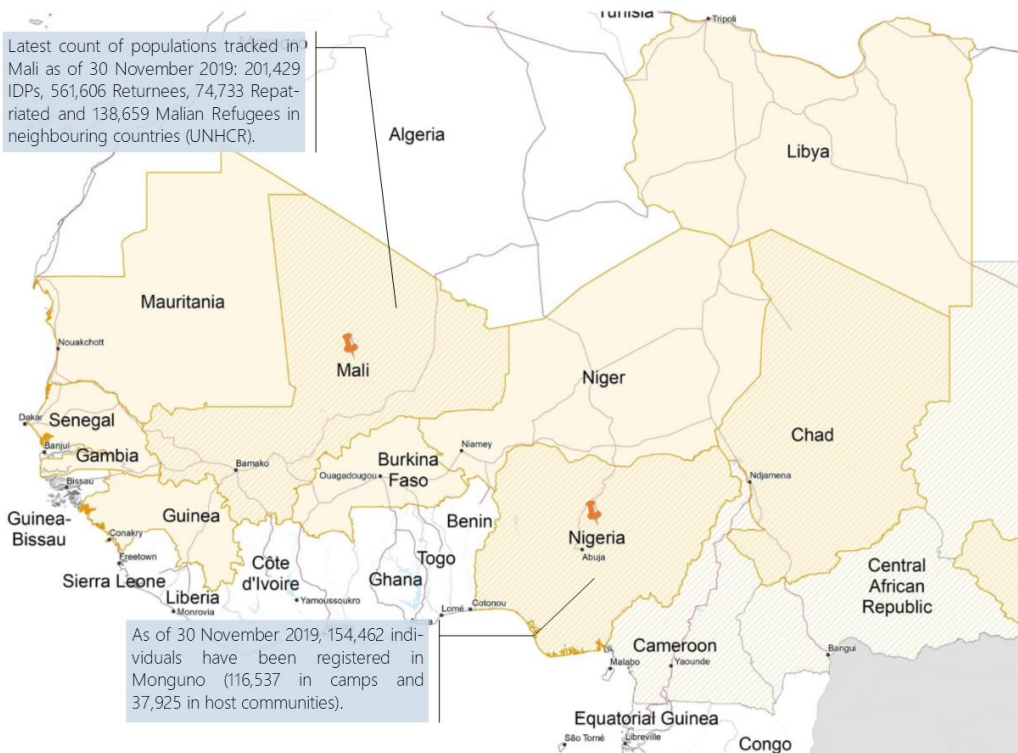 Tunisia
Tripoli
Latest count of populations tracked in
Mali as of 30 November 2019: 201,429
IDPs, 561,606 Returnees, 74,733 Repat-
riated and 138,659 Malian Refugees in
neighbouring countries (UNHCR).
Algeria
Libya
Mauritania
Nouakchott
Mali
Niger
Chad
Dakar
Senegal
Banjul
Gambia
Bissau
Guinea-
Bissau
Bamako
Ouagadougou
Burkina
Faso
Niamey
Ndjamena
Guinea
Conakry
Freetown
Sierra Leone
Liberia
Monrovia
Côte
d'Ivoire
Yamoussoukro
Ghana
Togo
Benin
Lomé
Cotonou
Nigeria
Abuja
Central
African
Republic
As of 30 November 2019, 154,462 indi-
viduals have been registered in
Monguno (116,537 in camps and
37,925 in host communities).
Cameroon
Yaounde
Malabo
Bangui
Equatorial Guinea
São Tomé
Libreville
Congo